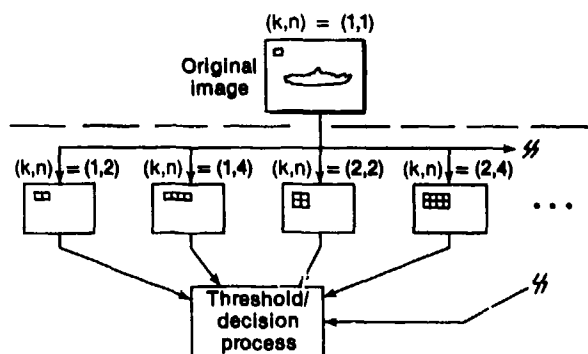 (k,n) = (1,1)
Original
image
(k,n) = (1,2)
(k,n) = (1,4)
(k,n) = (2,2)
(k,n) = (2,4)
• • •
Threshold/
decision
process